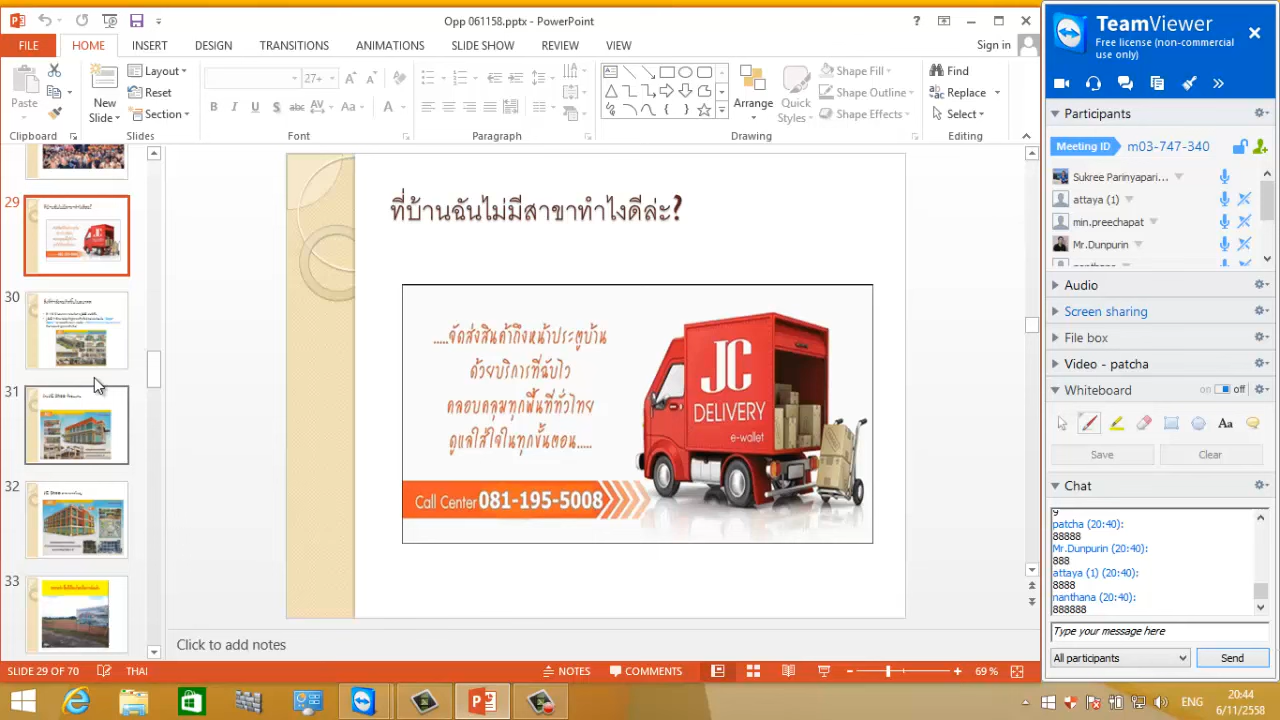 Opp 061158.pptx - PowerPoint
FILE HOME INSERT DESIGN TRANSITIONS ANIMATIONS SLIDE SHOW REVIEW VIEW Sign in
Paste
New
Slide
Layout
Reset
Section
27+
Arrange
Quick
Styles
Shape Fill
Shape Outline
Shape Effects
Find
Replace
Select
Clipboard Slides Font Paragraph Drawing Editing
29
30
31
32
33
ที่บ้านฉันไม่มีสาขาทำไงดีล่ะ?
.....จัดส่งสินค้าถึงหน้าประตูบ้าน
ด้วยบริการที่ฉับไว
คลอบคลุมทุกพื้นที่ทั่วไทย
ดูแลใส่ใจในทุกขั้นตอน.....
Call Center 081-195-5008
JC
DELIVERY
e-wallet
Click to add notes
SLIDE 29 OF 70 THAI NOTES COMMENTS 69 %
TeamViewer
Free license (non-commercial
use only)
Participants
Meeting ID m03-747-340
Sukree Parinyapari...
attaya (1)
min.preechapat
Mr.Dunpurin
Audio
Screen sharing
File box
Video - patcha
Whiteboard on off
Aa
Save Clear
Chat
patcha (20:40):
88888
Mr.Dunpurin (20:40):
888
attaya (1) (20:40):
8888
nanthana (20:40):
888888
Type your message here
All participants Send
ENG
20:44
6/11/2558